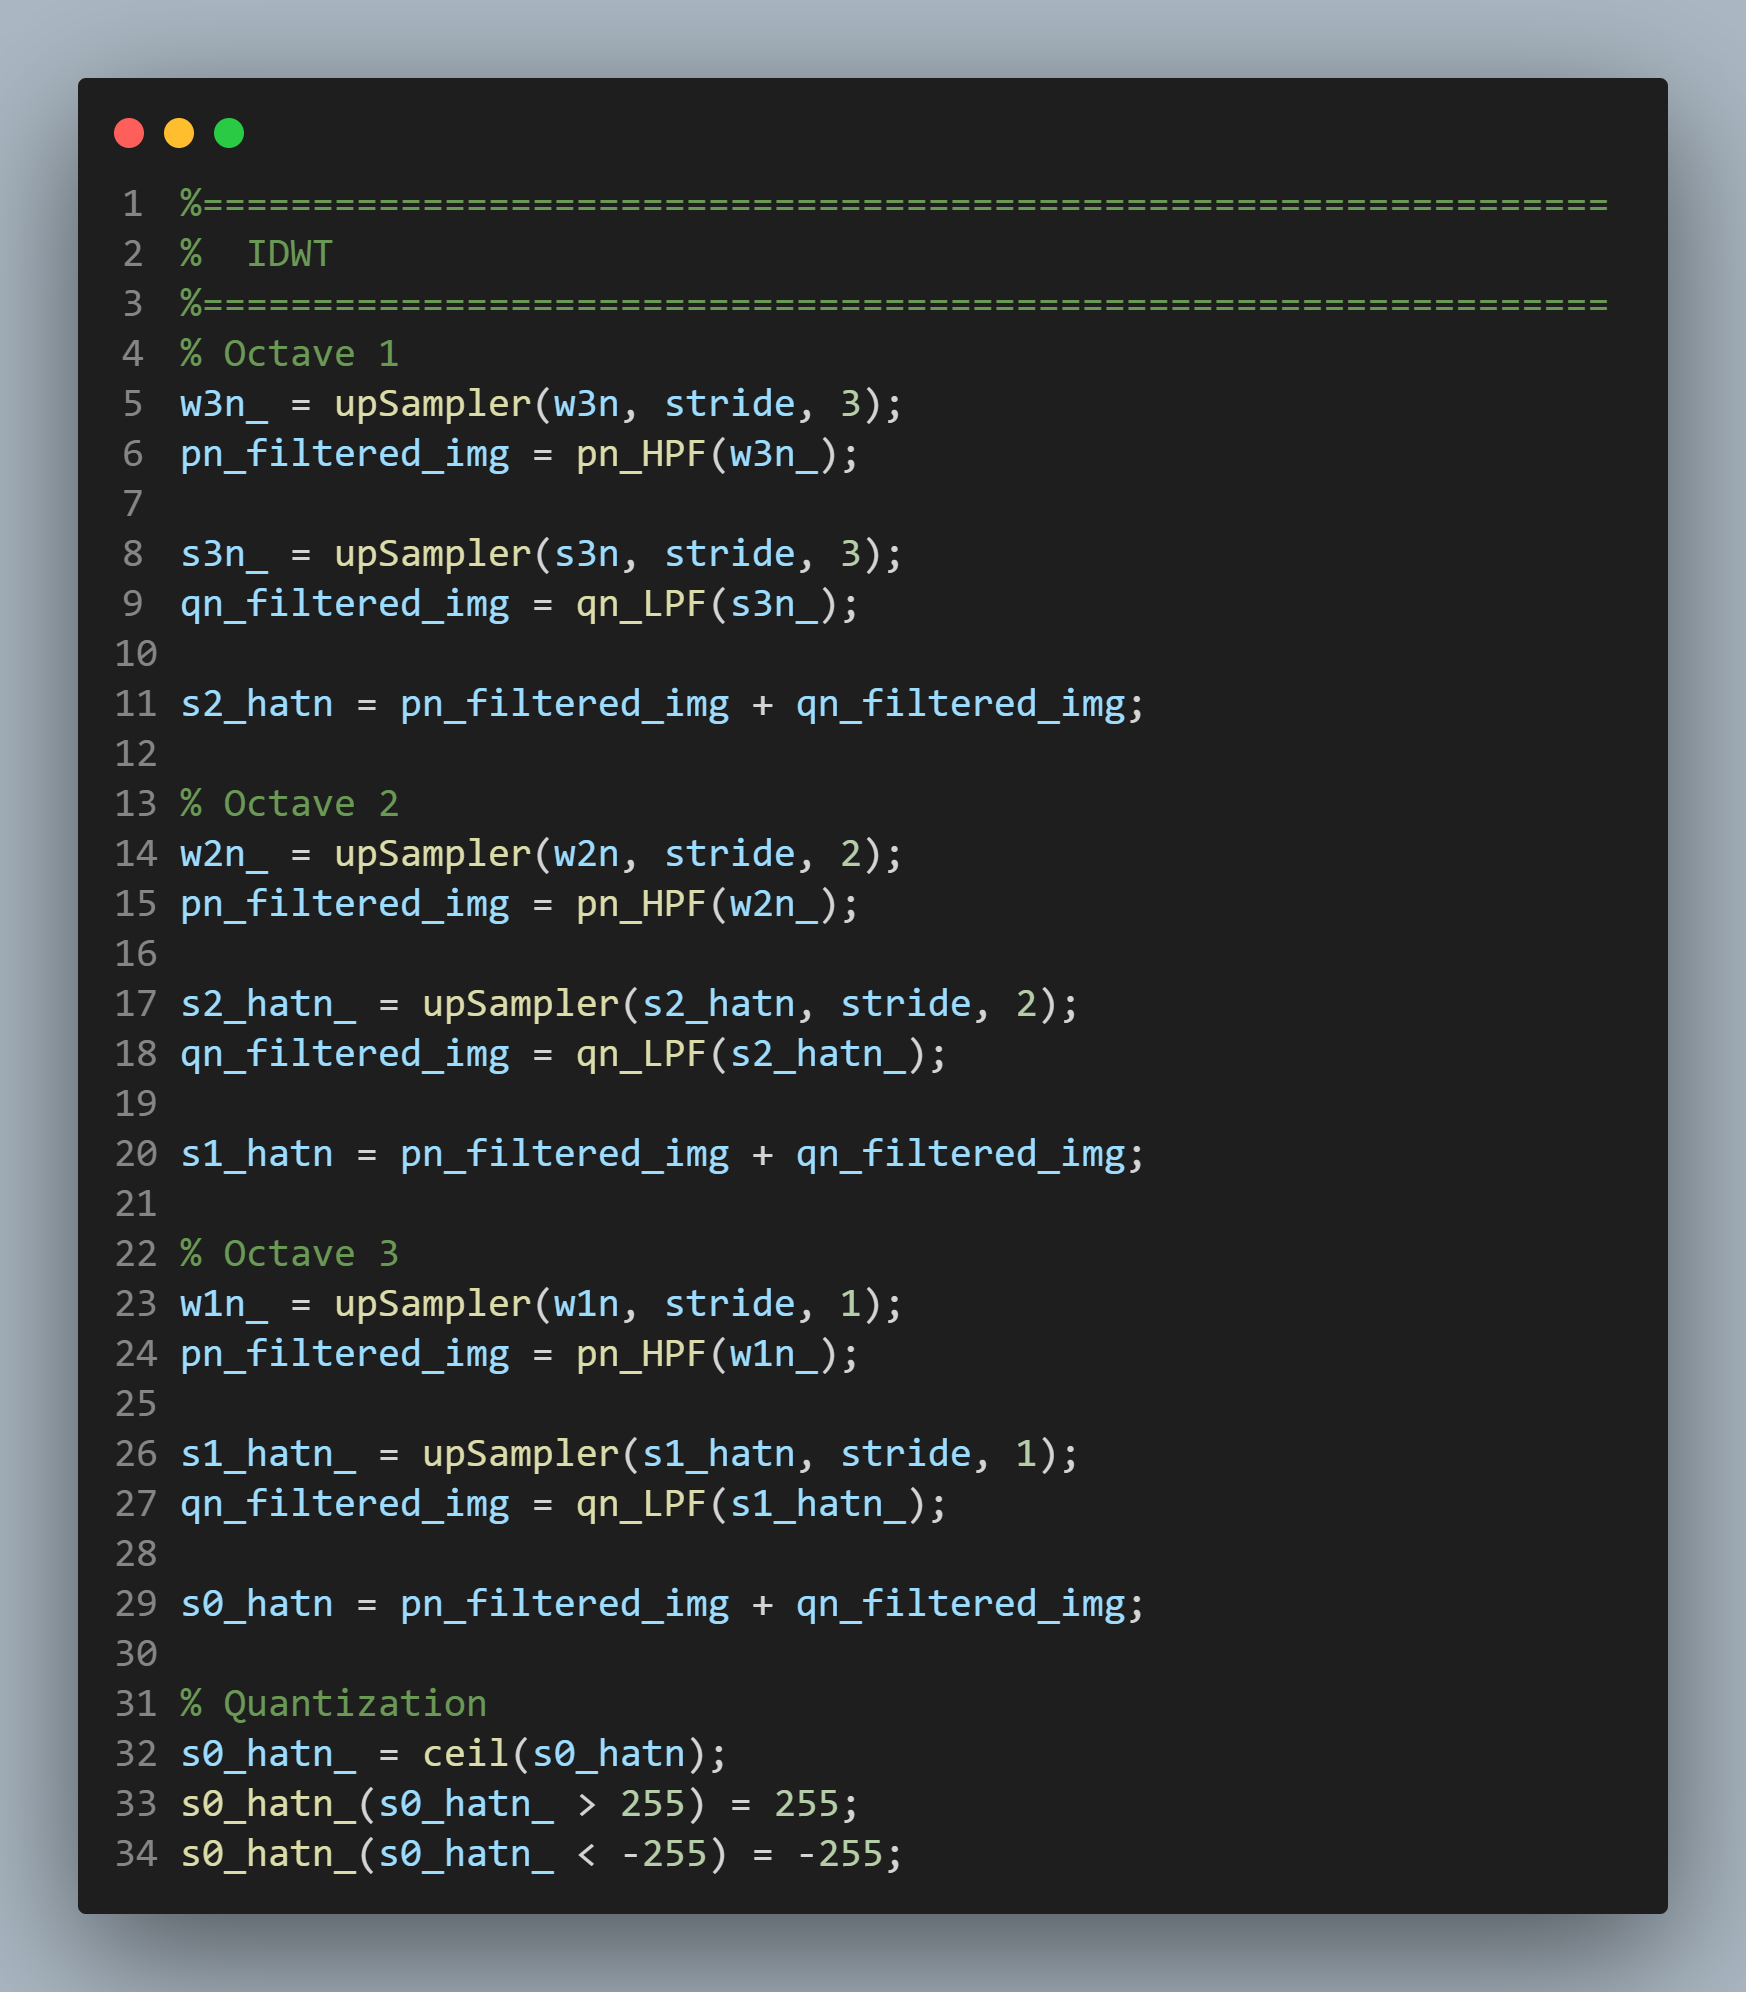 1 %================================================================
2 %  IDWT
3 %================================================================
4 % Octave 1
5 w3n_ = upSampler(w3n, stride, 3);
6 pn_filtered_img = pn_HPF(w3n_);
7
8 s3n_ = upSampler(s3n, stride, 3);
9 qn_filtered_img = qn_LPF(s3n_);
10
11 s2_hatn = pn_filtered_img + qn_filtered_img;
12
13 % Octave 2
14 w2n_ = upSampler(w2n, stride, 2);
15 pn_filtered_img = pn_HPF(w2n_);
16
17 s2_hatn_ = upSampler(s2_hatn, stride, 2);
18 qn_filtered_img = qn_LPF(s2_hatn_);
19
20 s1_hatn = pn_filtered_img + qn_filtered_img;
21
22 % Octave 3
23 w1n_ = upSampler(w1n, stride, 1);
24 pn_filtered_img = pn_HPF(w1n_);
25
26 s1_hatn_ = upSampler(s1_hatn, stride, 1);
27 qn_filtered_img = qn_LPF(s1_hatn_);
28
29 s0_hatn = pn_filtered_img + qn_filtered_img;
30
31 % Quantization
32 s0_hatn_ = ceil(s0_hatn);
33 s0_hatn_(s0_hatn_ > 255) = 255;
34 s0_hatn_(s0_hatn_ < -255) = -255;